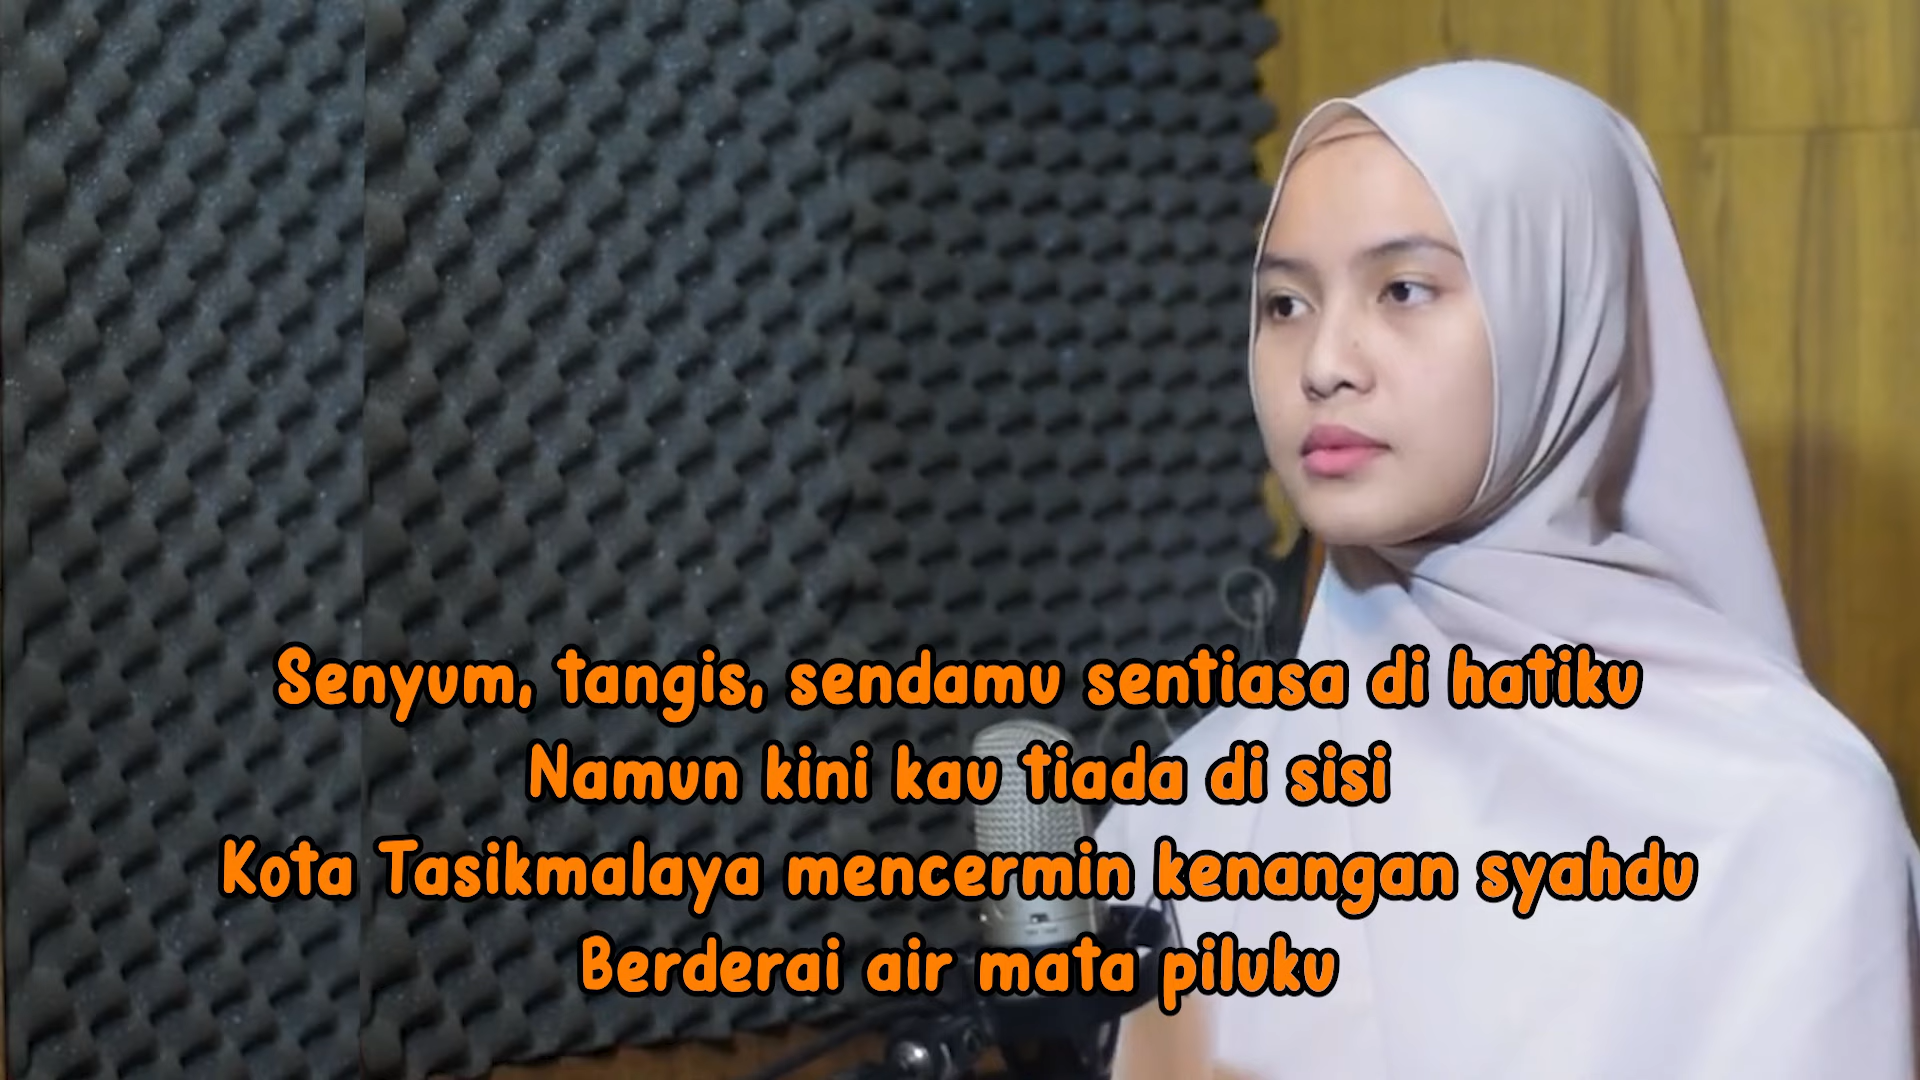 Senyum, tangis, sendamu sentiasa di hatiku
Namun kini kau tiada di sisi
Kota Tasikmalaya mencermin kenangan syahdu
Berderai air mata piluku